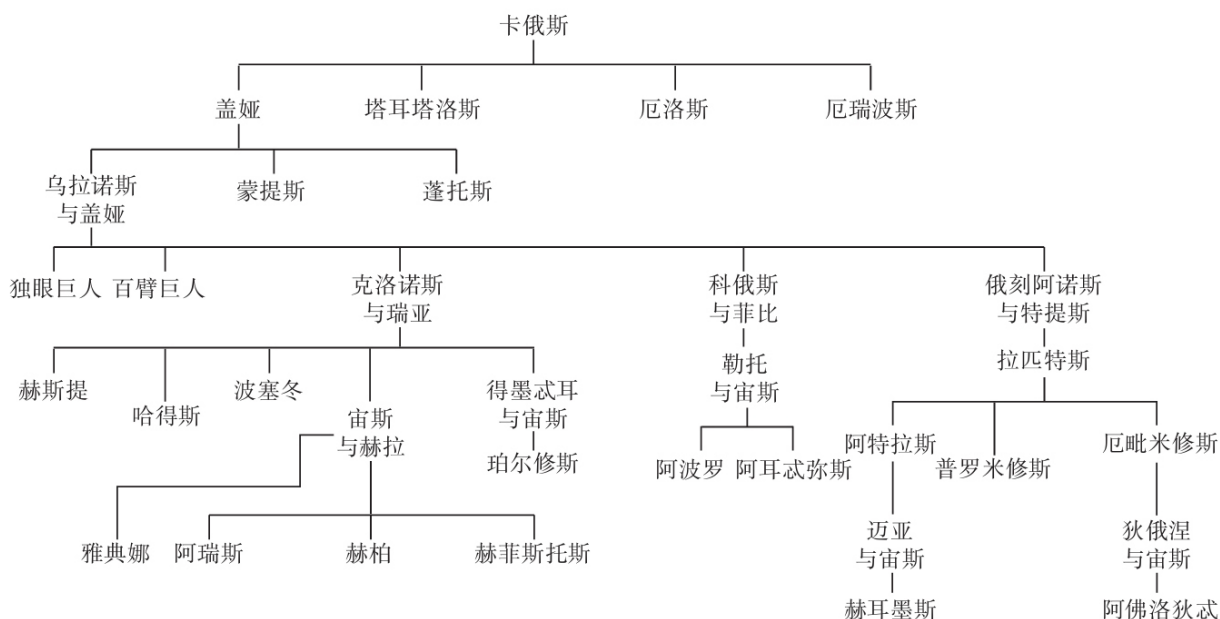 卡俄斯
盖娅 塔耳塔洛斯 厄洛斯 厄瑞波斯
乌拉诺斯
与盖娅
蒙提斯
蓬托斯
独眼巨人
百臂巨人
克洛诺斯
与瑞亚
科俄斯
与菲比
俄刻阿诺斯
与特提斯
赫斯提
哈得斯
波塞冬
宙斯
与赫拉
得墨忒耳
与宙斯
珀尔修斯
勒托
与宙斯
拉匹特斯
阿波罗
阿耳忒弥斯
阿特拉斯
普罗米修斯
厄毗米修斯
雅典娜
阿瑞斯
赫柏
赫菲斯托斯
迈亚
与宙斯
狄俄涅
与宙斯
赫耳墨斯
阿佛洛狄忒